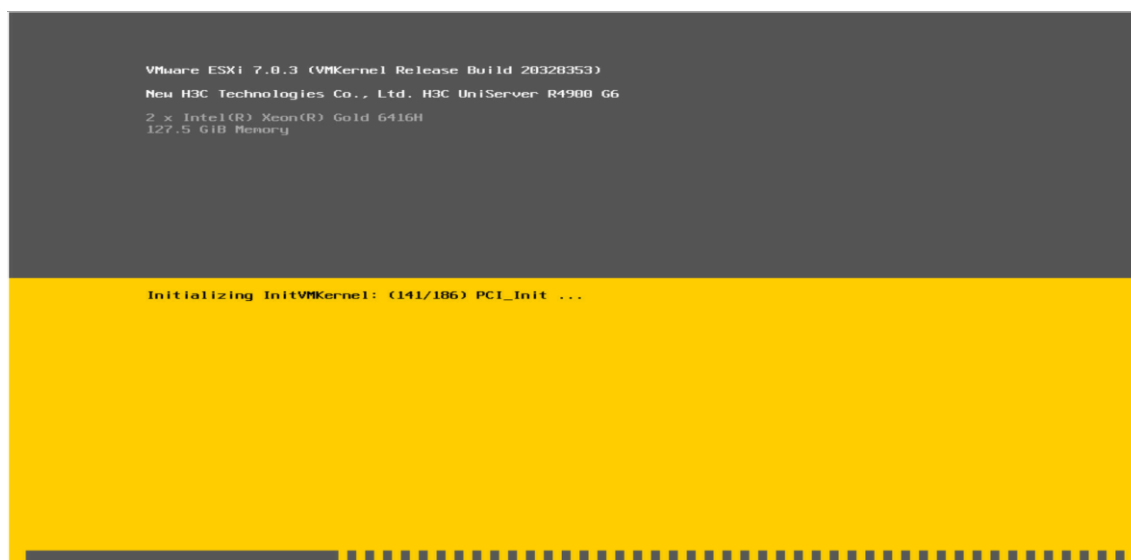 VMware ESXi 7.0.3 (VMKernel Release Build 20328353)
New H3C Technologies Co., Ltd. H3C UniServer R4900 G6
2 x Intel(R) Xeon(R) Gold 6416H
127.5 GiB Memory
Initializing InitVMKernel: (141/186) PCI_Init ...